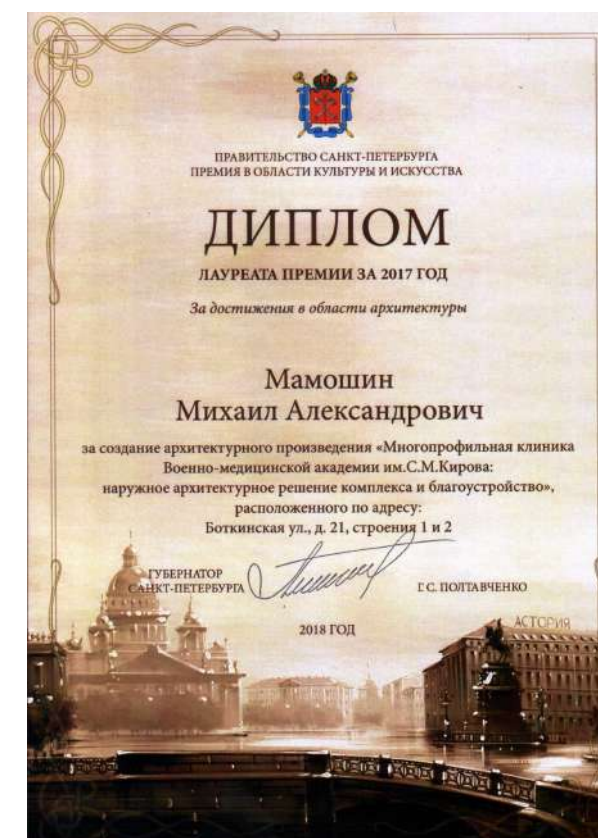 ПРАВИТЕЛЬСТВО САНКТ-ПЕТЕРБУРГА
ПРЕМИЯ В ОБЛАСТИ КУЛЬТУРЫ И ИСКУССТВА
ДИПЛОМ
ЛАУРЕАТА ПРЕМИИ ЗА 2017 ГОД
За достижения в области архитектуры
Мамошин
Михаил Александрович
за создание архитектурного произведения «Многопрофильная клиника
Военно-медицинской академии им.С.М.Кирова:
наружное архитектурное решение комплекса и благоустройство»,
расположенного по адресу:
Боткинская ул., д. 21, строения 1 и 2
ГУБЕРНАТОР
САНКТ-ПЕТЕРБУРГА
Г.С. ПОЛТАВЧЕНКО
2018 ГОД
АСТОРИЯ